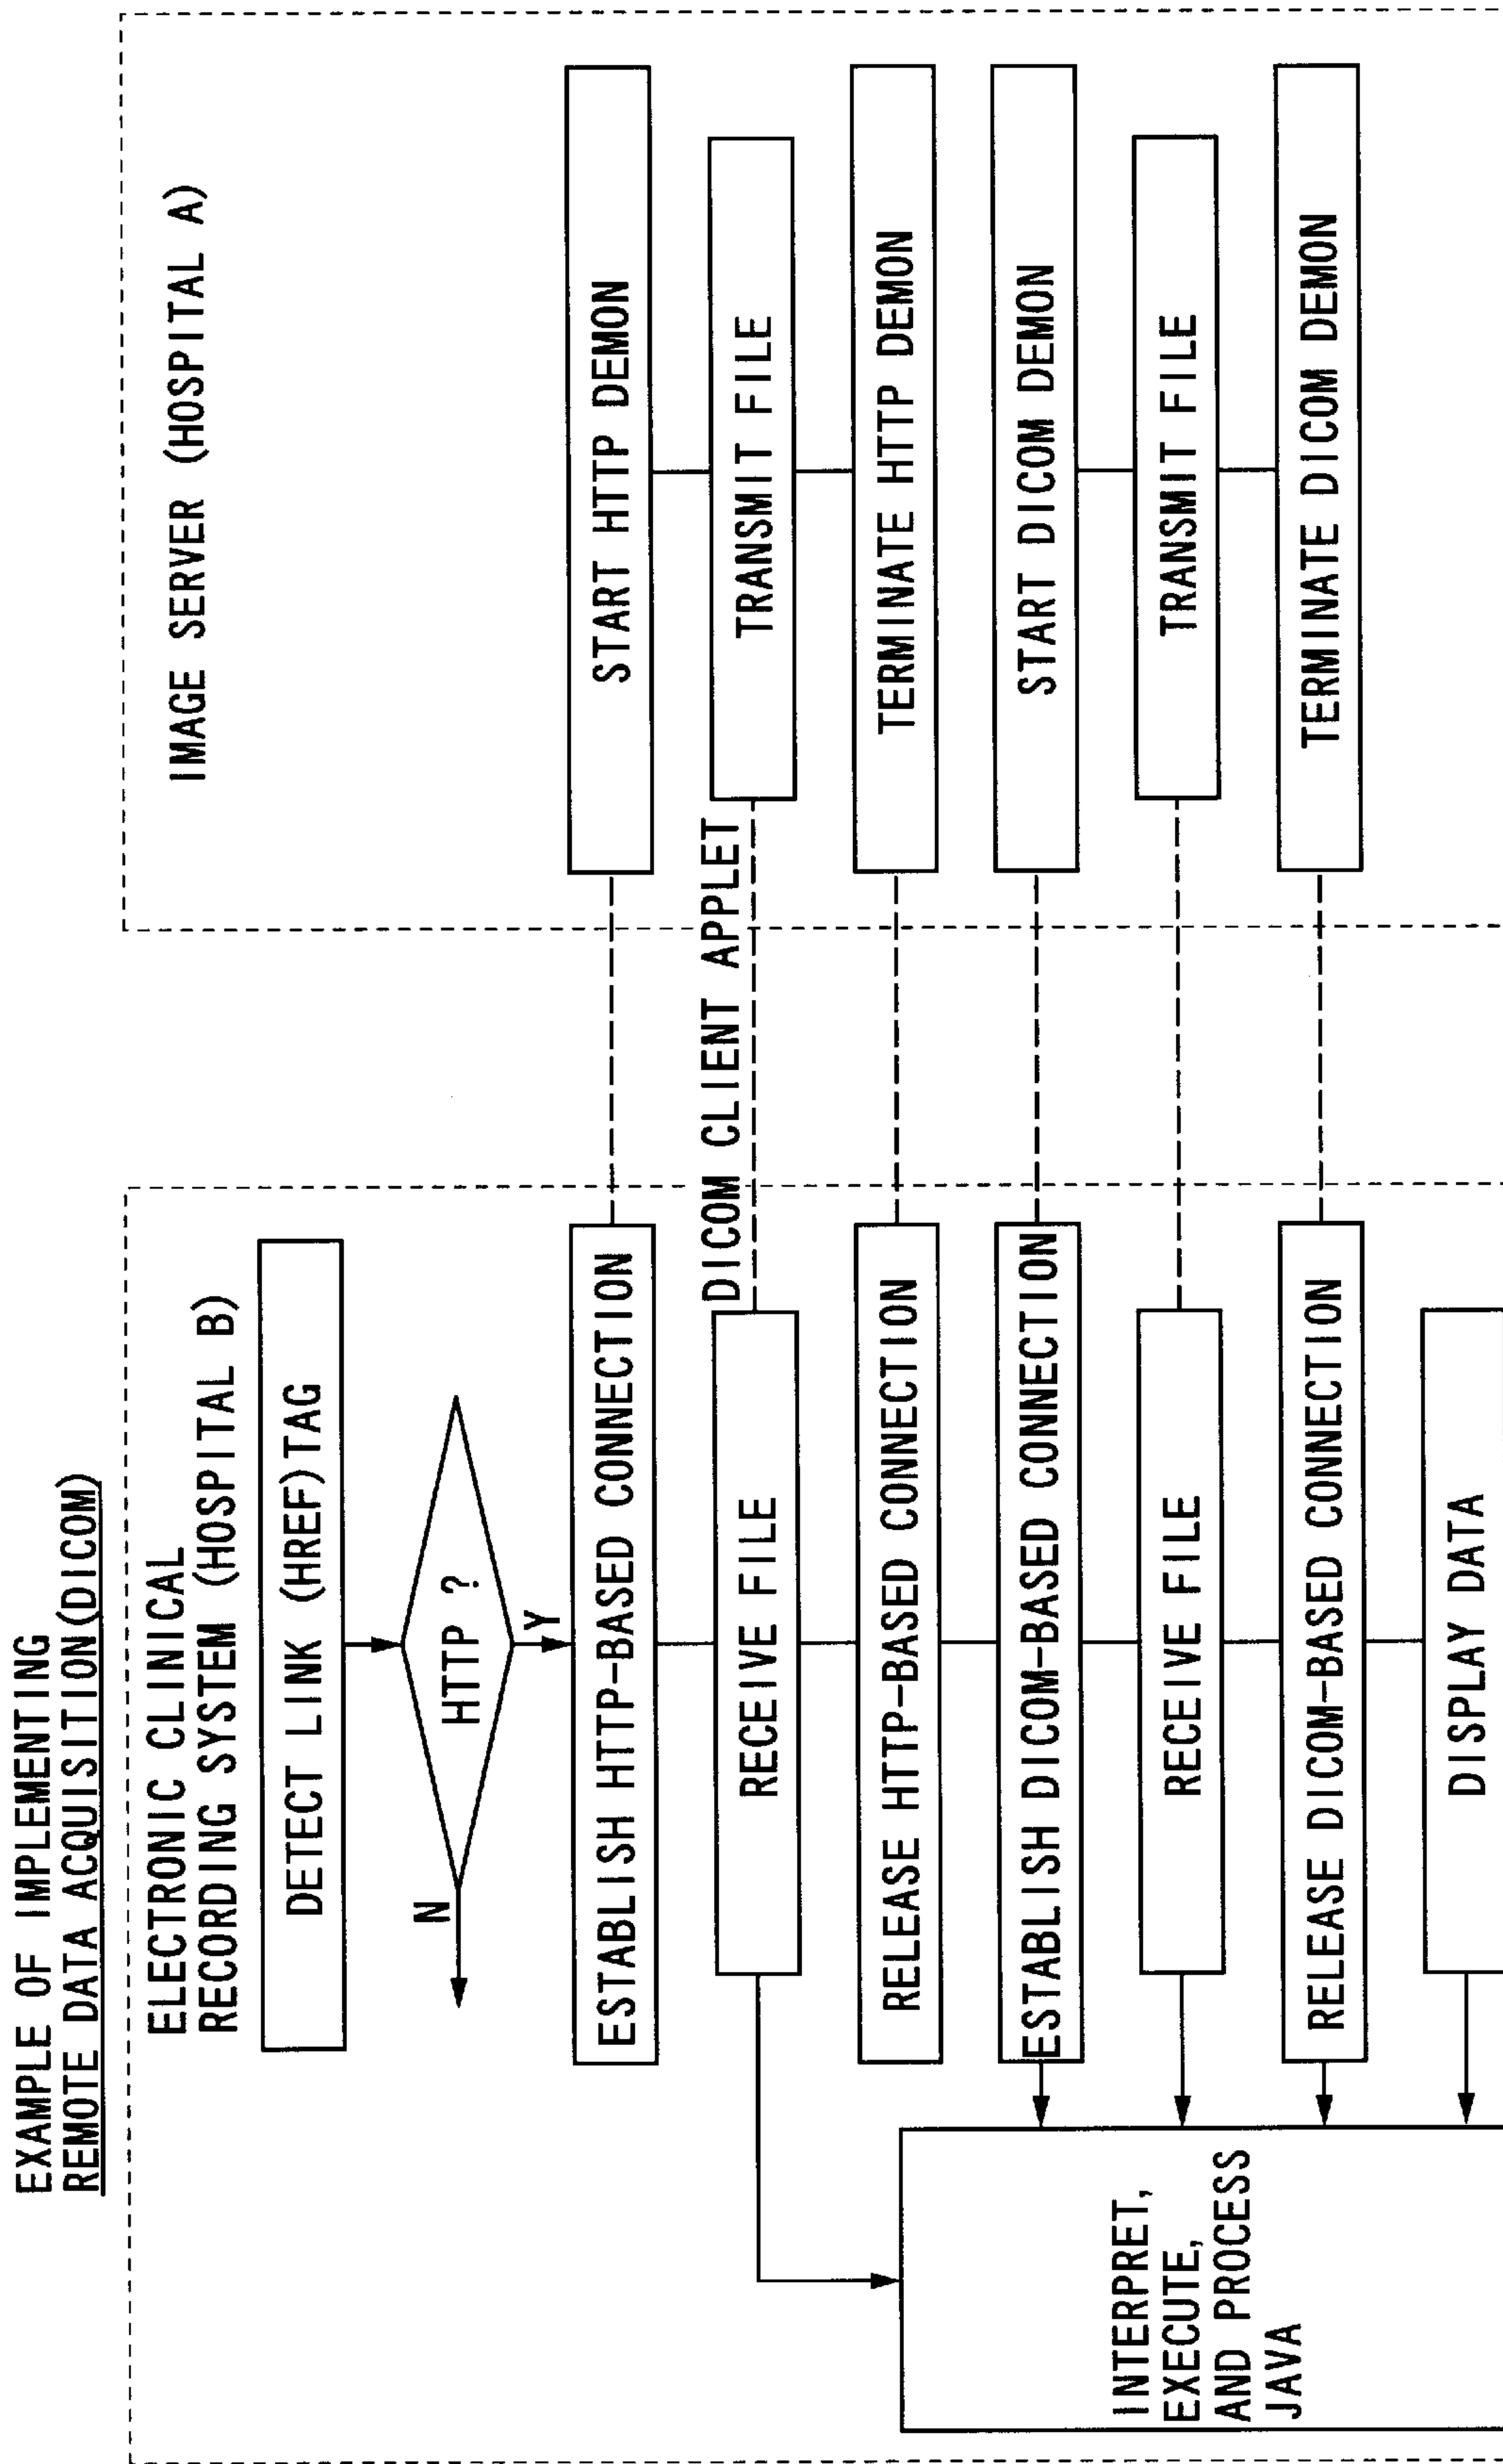 EXAMPLE OF IMPLEMENTING
REMOTE DATA ACQUISITION(DICOM)
ELECTRONIC CLINICAL
RECORDING SYSTEM (HOSPITAL B)
DETECT LINK (HREF)TAG
HTTP ?
N
Y
ESTABLISH HTTP-BASED CONNECTION
RECEIVE FILE
RELEASE HTTP-BASED CONNECTION
ESTABLISH DICOM-BASED CONNECTION
RECEIVE FILE
RELEASE DICOM-BASED CONNECTION
DISPLAY DATA
INTERPRET,
EXECUTE,
AND PROCESS
JAVA
DICOM CLIENT APPLET
IMAGE SERVER (HOSPITAL A)
START HTTP DEMON
TRANSMIT FILE
TERMINATE HTTP DEMON
START DICOM DEMON
TRANSMIT FILE
TERMINATE DICOM DEMON